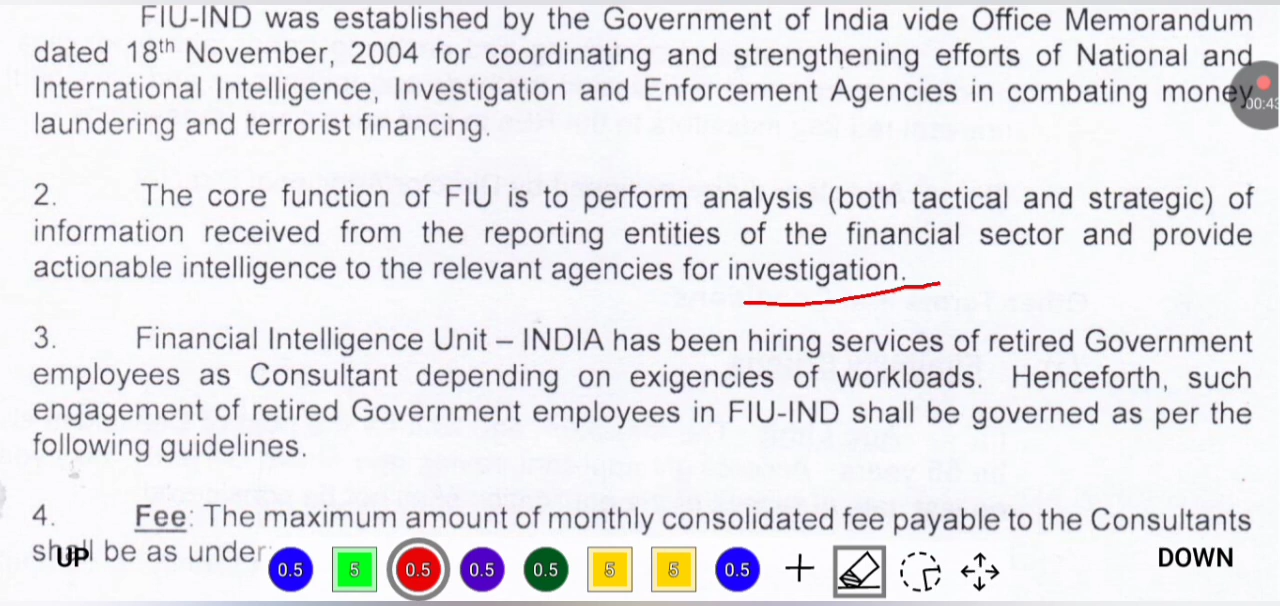 FIU-IND was established by the Government of India vide Office Memorandum
dated 18th November, 2004 for coordinating and strengthening efforts of National and
International Intelligence, Investigation and Enforcement Agencies in combating money
00:43
laundering and terrorist financing.
2. The core function of FIU is to perform analysis (both tactical and strategic) of
information received from the reporting entities of the financial sector and provide
actionable intelligence to the relevant agencies for investigation.
3. Financial Intelligence Unit – INDIA has been hiring services of retired Government
employees as Consultant depending on exigencies of workloads. Henceforth, such
engagement of retired Government employees in FIU-IND shall be governed as per the
following guidelines.
4. Fee: The maximum amount of monthly consolidated fee payable to the Consultants
shall be as under:
UP 0.5 5 0.5 0.5 0.5 5 5 0.5 DOWN